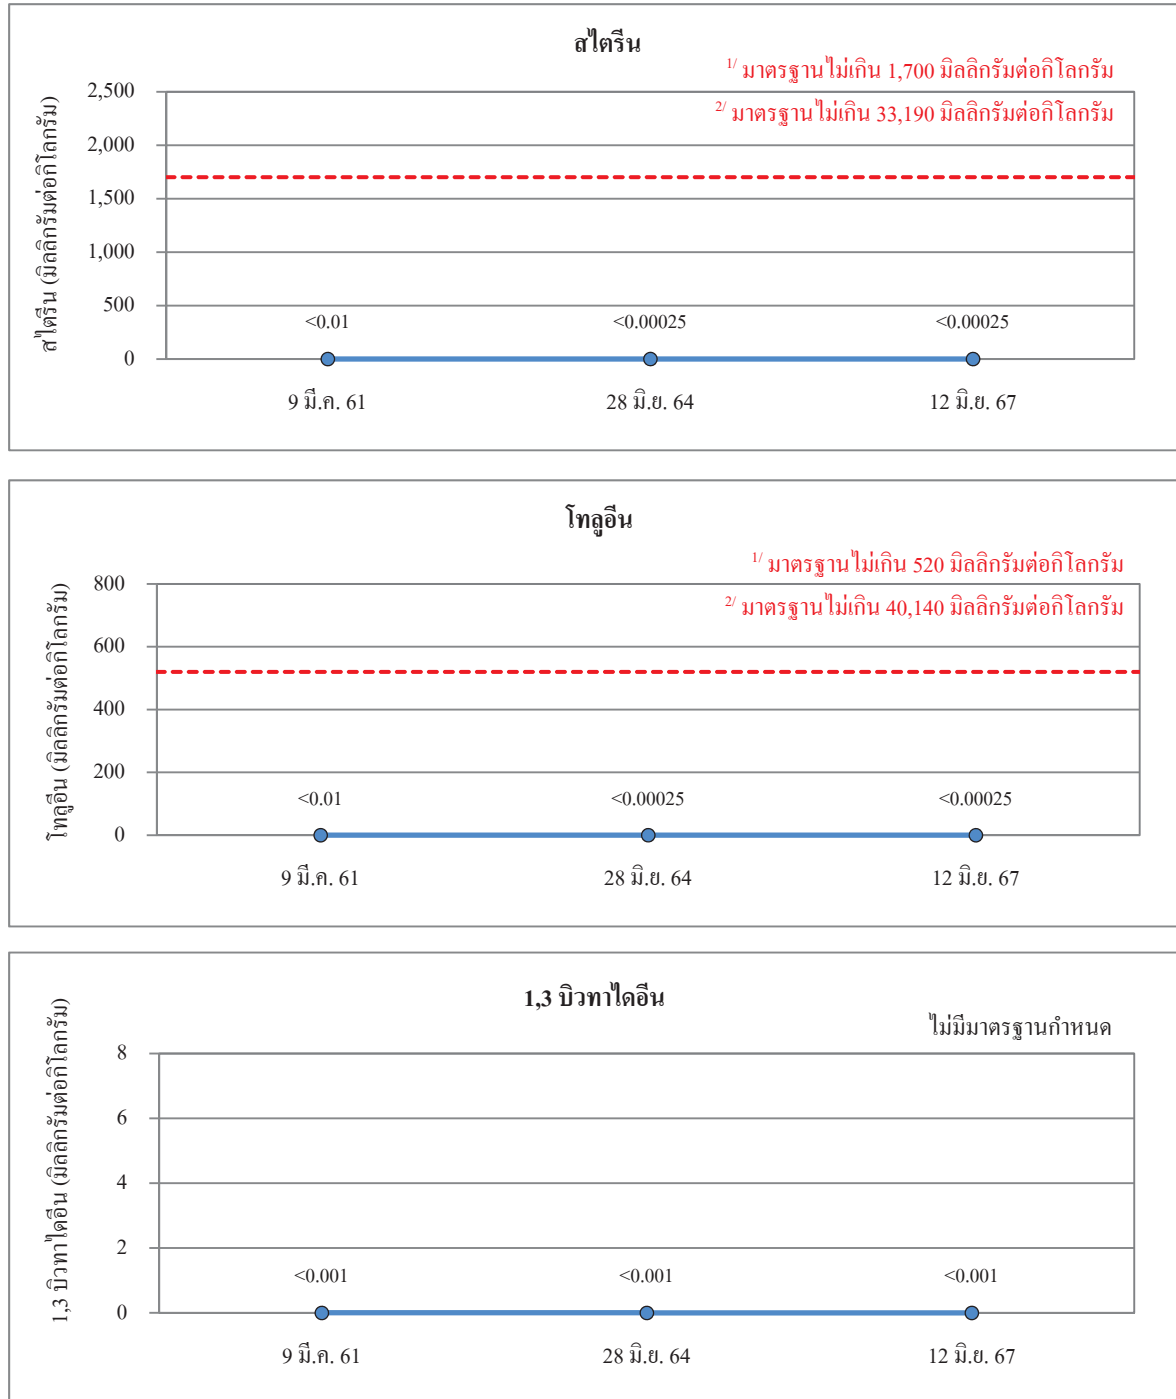 สไตรีน
1/ มาตรฐานไม่เกิน 1,700 มิลลิกรัมต่อกิโลกรัม
2/ มาตรฐานไม่เกิน 33,190 มิลลิกรัมต่อกิโลกรัม
สไตรีน (มิลลิกรัมต่อกิโลกรัม)
2,500
2,000
1,500
1,000
500
0
<0.01 <0.00025 <0.00025
9 มี.ค. 61 28 มิ.ย. 64 12 มิ.ย. 67
โทลูอีน
1/ มาตรฐานไม่เกิน 520 มิลลิกรัมต่อกิโลกรัม
2/ มาตรฐานไม่เกิน 40,140 มิลลิกรัมต่อกิโลกรัม
โทลูอีน (มิลลิกรัมต่อกิโลกรัม)
800
600
400
200
0
<0.01 <0.00025 <0.00025
9 มี.ค. 61 28 มิ.ย. 64 12 มิ.ย. 67
1,3 บิวทาไดอีน
ไม่มีมาตรฐานกำหนด
1,3 บิวทาไดอีน (มิลลิกรัมต่อกิโลกรัม)
8
6
4
2
0
<0.001 <0.001 <0.001
9 มี.ค. 61 28 มิ.ย. 64 12 มิ.ย. 67